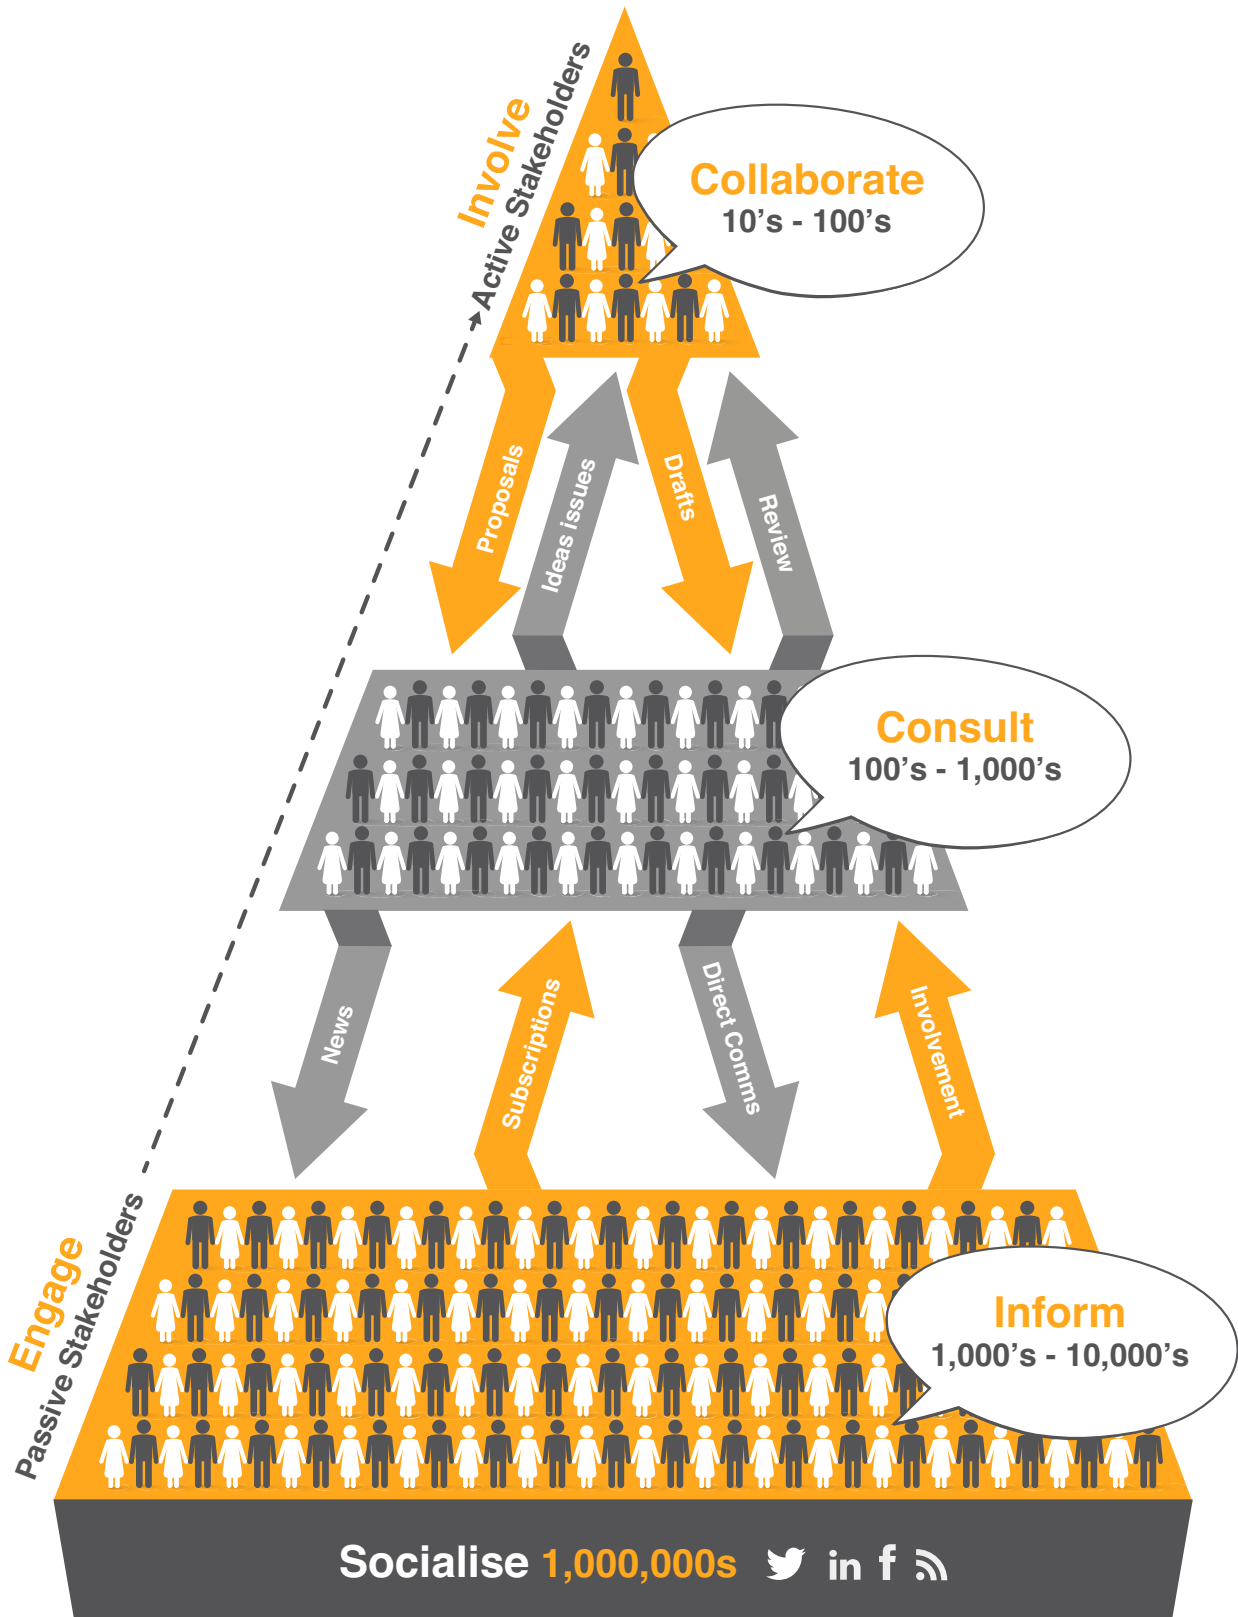 Involve
Active Stakeholders
Collaborate
10’s - 100’s
Proposals
Ideas issues
Drafts
Review
Consult
100’s - 1,000’s
News
Subscriptions
Direct Comms
Involvement
Engage
Passive Stakeholders
Inform
1,000’s - 10,000’s
Socialise 1,000,000s in f